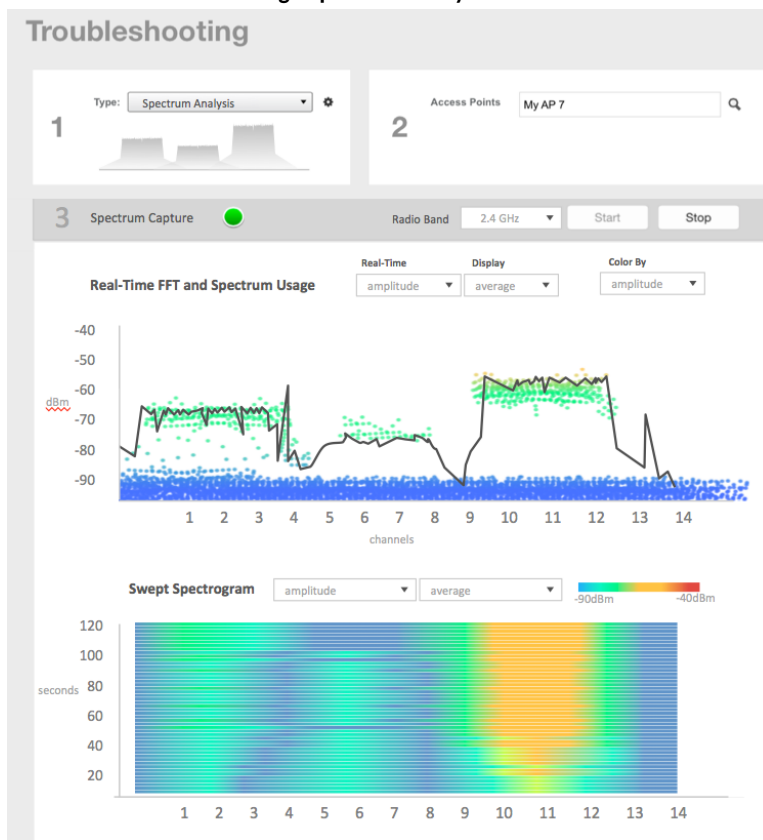 Troubleshooting
1
Type:
Spectrum Analysis
2
Access Points
My AP 7
3
Spectrum Capture
Radio Band
2.4 GHz
Start
Stop
Real-Time FFT and Spectrum Usage
Real-Time
amplitude
Display
average
Color By
amplitude
-40
-50
-60
dBm
-70
-80
-90
1 2 3 4 5 6 7 8 9 10 11 12 13 14
channels
Swept Spectrogram
amplitude
average
-90dBm
-40dBm
120
100
seconds
80
60
40
20
1 2 3 4 5 6 7 8 9 10 11 12 13 14